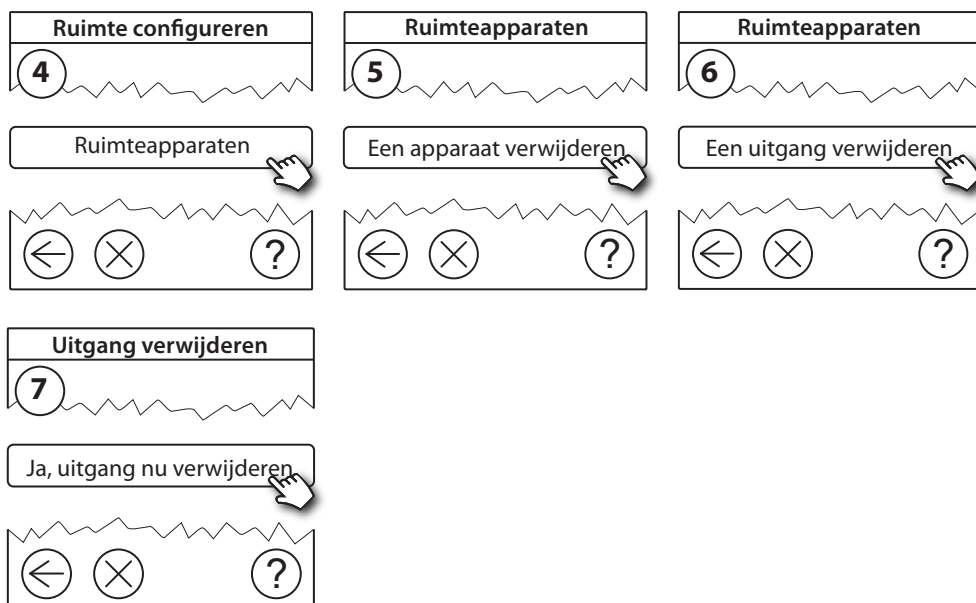 Ruimte configureren
4
Ruimteapparaten
?
Ruimteapparaten
5
Een apparaat verwijderen
?
Ruimteapparaten
6
Een uitgang verwijderen
?
Uitgang verwijderen
7
Ja, uitgang nu verwijderen
?